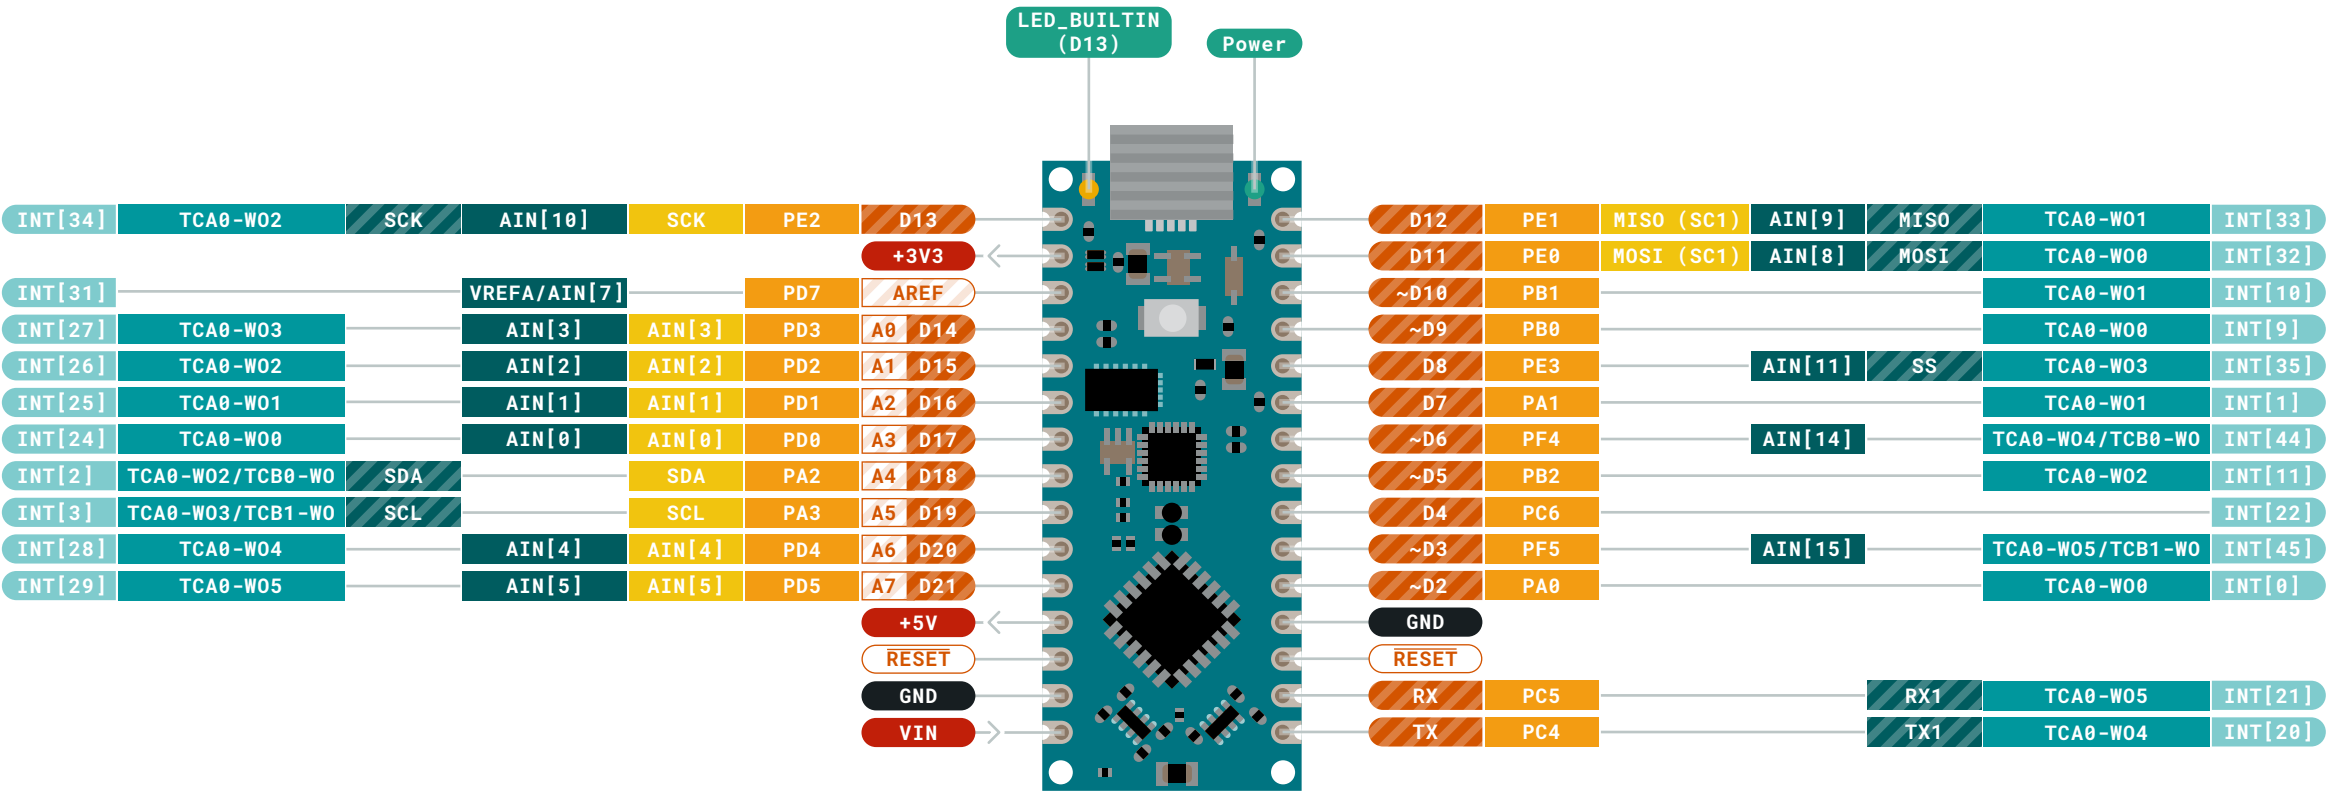 LED_BUILTIN
(D13)
Power
INT[34] TCA0-WO2 SCK AIN[10] SCK PE2 D13
D12 PE1 MISO (SC1) AIN[9] MISO TCA0-WO1 INT[33]
+3V3
D11 PE0 MOSI (SC1) AIN[8] MOSI TCA0-WO0 INT[32]
INT[31] VREFA/AIN[7] PD7 AREF
~D10 PB1 TCA0-WO1 INT[10]
INT[27] TCA0-WO3 AIN[3] AIN[3] PD3 A0 D14
~D9 PB0 TCA0-WO0 INT[9]
INT[26] TCA0-WO2 AIN[2] AIN[2] PD2 A1 D15
D8 PE3 AIN[11] SS TCA0-WO3 INT[35]
INT[25] TCA0-WO1 AIN[1] AIN[1] PD1 A2 D16
D7 PA1 TCA0-WO1 INT[1]
INT[24] TCA0-WO0 AIN[0] AIN[0] PD0 A3 D17
~D6 PF4 AIN[14] TCA0-WO4/TCB0-WO INT[44]
INT[2] TCA0-WO2/TCB0-WO SDA SDA PA2 A4 D18
~D5 PB2 TCA0-WO2 INT[11]
INT[3] TCA0-WO3/TCB1-WO SCL SCL PA3 A5 D19
D4 PC6 INT[22]
INT[28] TCA0-WO4 AIN[4] AIN[4] PD4 A6 D20
~D3 PF5 AIN[15] TCA0-WO5/TCB1-WO INT[45]
INT[29] TCA0-WO5 AIN[5] AIN[5] PD5 A7 D21
~D2 PA0 TCA0-WO0 INT[0]
+5V
GND
RESET
RESET
GND
RX PC5 RX1 TCA0-WO5 INT[21]
VIN
TX PC4 TX1 TCA0-WO4 INT[20]